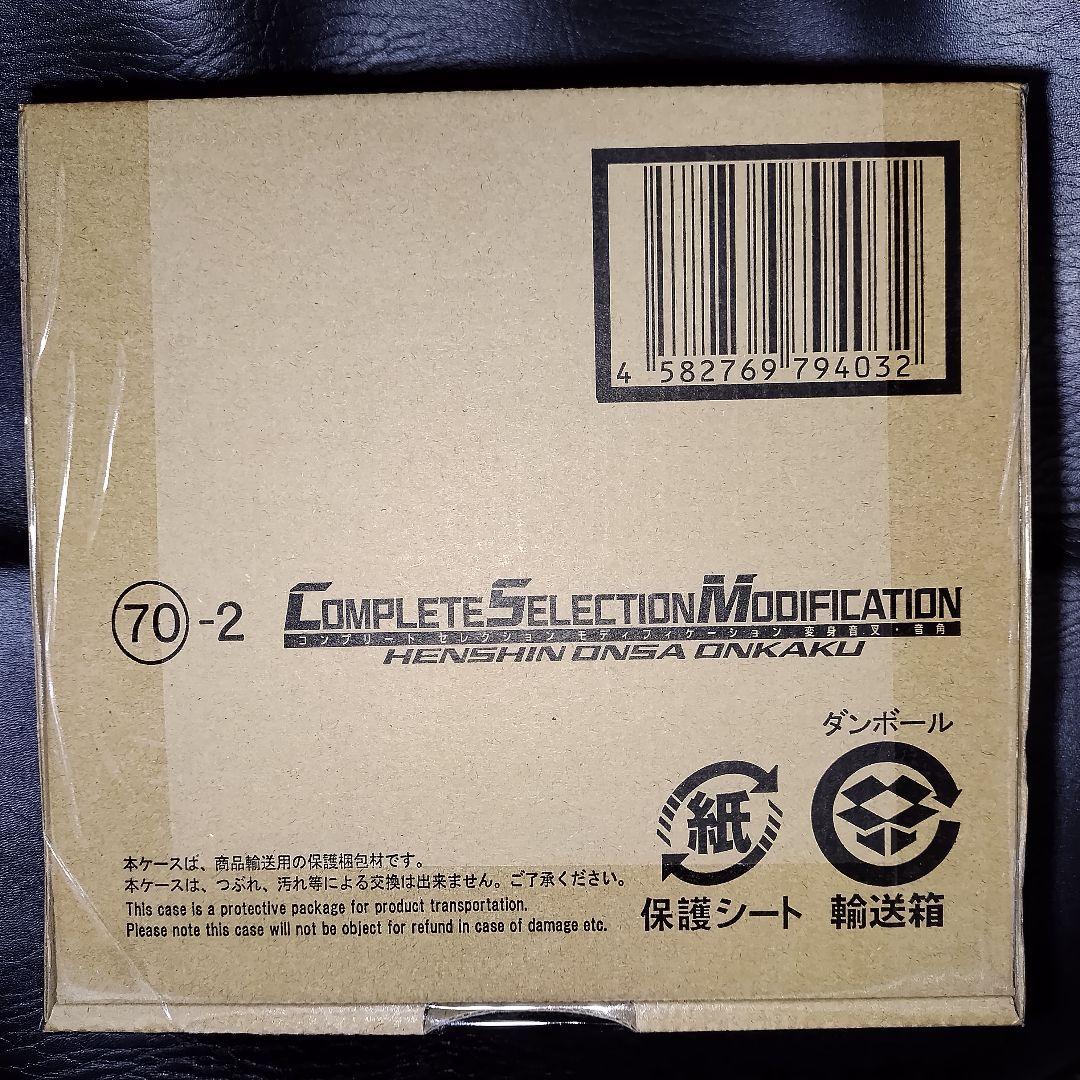 4 582769 794032
70-2
COMPLETE SELECTION MODIFICATION
コンプリート セレクション モディフィケーション 変身音叉・音角
HENSHIN ONSA ONKAKU
ダンボール
紙
保護シート
輸送箱
本ケースは、商品輸送用の保護梱包材です。
本ケースは、つぶれ、汚れ等による交換は出来ません。ご了承ください。
This case is a protective package for product transportation.
Please note this case will not be object for refund in case of damage etc.